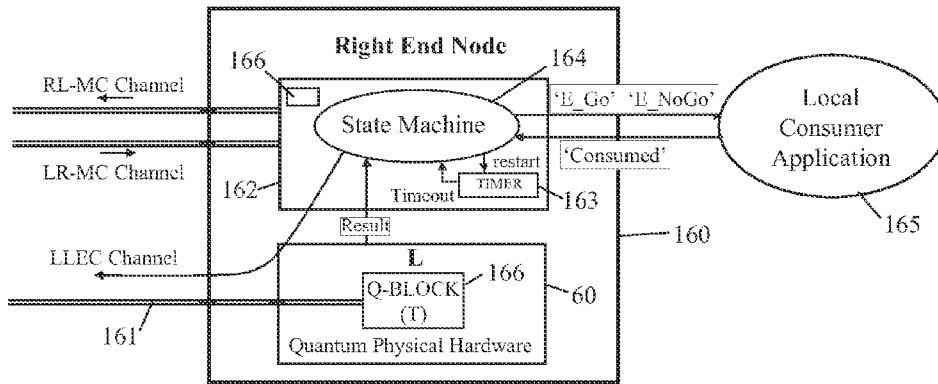 Right End Node
166
164
RL-MC Channel
'E_Go' 'E_NoGo'
State Machine
Local
Consumer
Application
'Consumed'
LR-MC Channel
restart
Timeout
TIMER
162
163
165
Result
160
LLEC Channel
L
166
60
Q-BLOCK
(T)
161
Quantum Physical Hardware